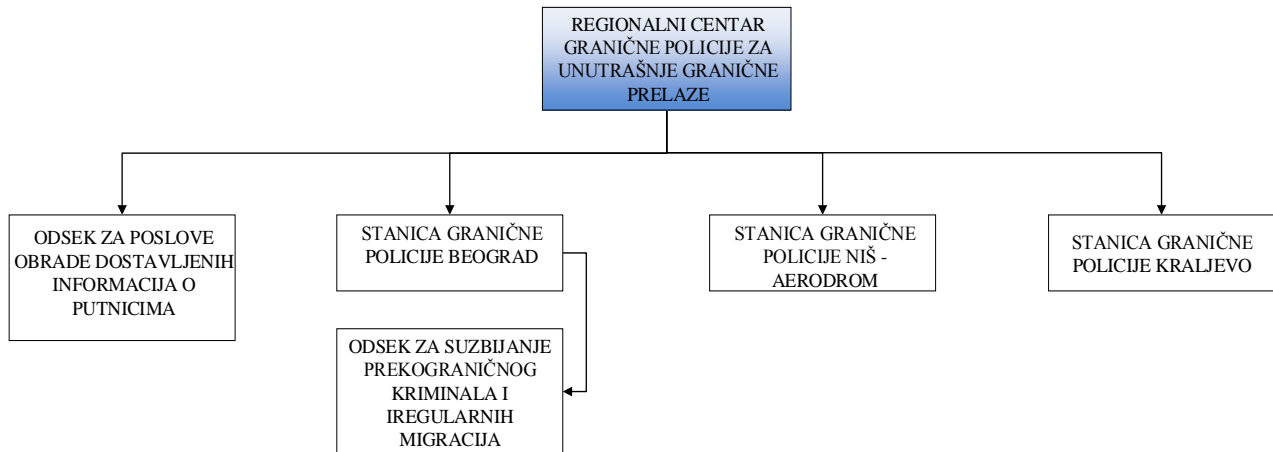 REGIONALNI CENTAR
GRANIČNE POLICIJE ZA
UNUTRAŠNJE GRANIČNE
PRELAZE
ODSEK ZA POSLOVE
OBRADE DOSTAVLJENIH
INFORMACIJA O
PUTNICIMA
STANICA GRANIČNE
POLICIJE BEOGRAD
STANICA GRANIČNE
POLICIJE NIŠ -
AERODROM
STANICA GRANIČNE
POLICIJE KRALJEVO
ODSEK ZA SUZBIJANJE
PREKOGRANIČNOG
KRIMINALA I
IREGULARNIH
MIGRACIJA